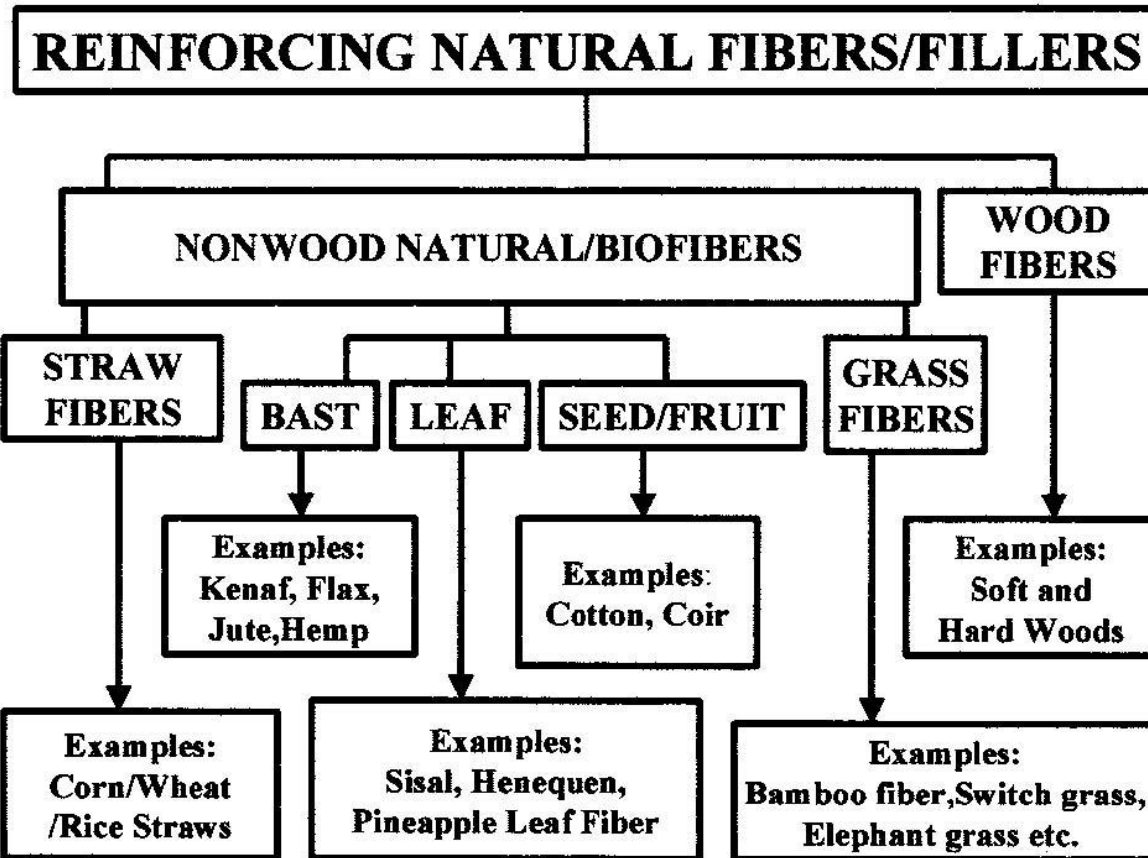 REINFORCING NATURAL FIBERS/FILLERS
NONWOOD NATURAL/BIOFIBERS
WOOD
FIBERS
STRAW
FIBERS
BAST
LEAF
SEED/FRUIT
GRASS
FIBERS
Examples:
Kenaf, Flax,
Jute,Hemp
Examples:
Cotton, Coir
Examples:
Soft and
Hard Woods
Examples:
Corn/Wheat
/Rice Straws
Examples:
Sisal, Henequen,
Pineapple Leaf Fiber
Examples:
Bamboo fiber,Switch grass,
Elephant grass etc.